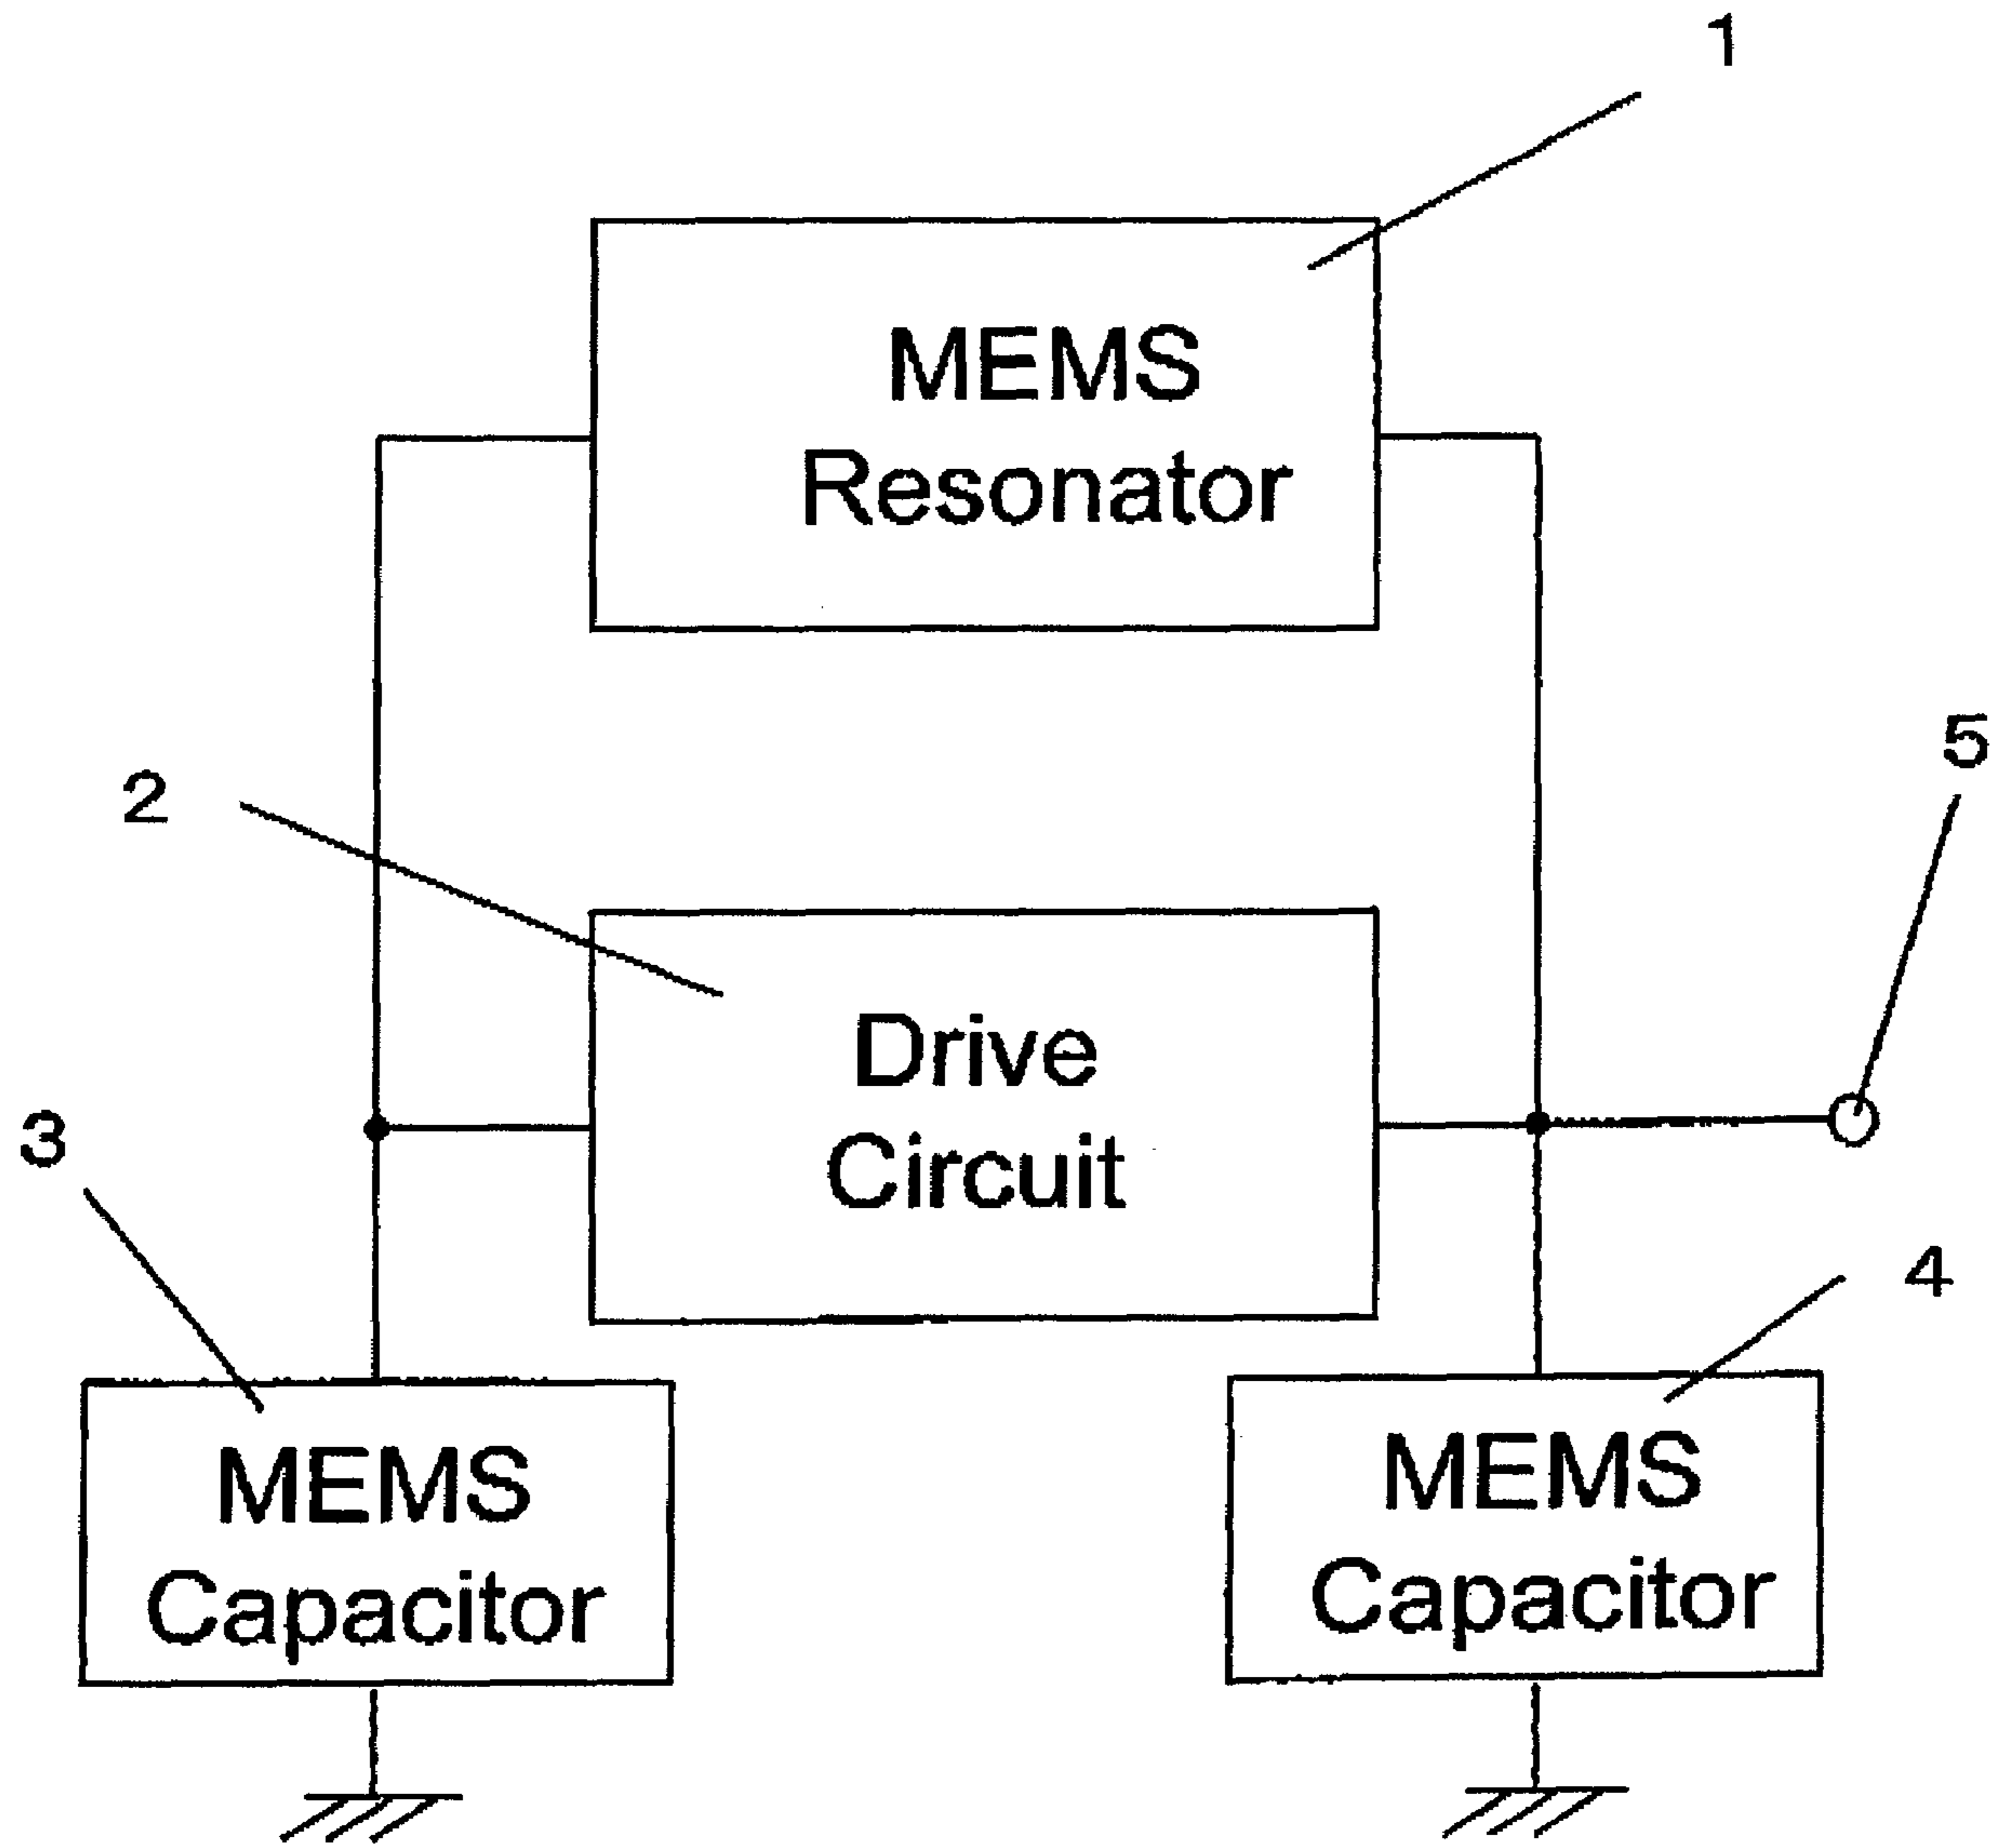 1
MEMS
Resonator
5
2
Drive
Circuit
3
4
MEMS
Capacitor
MEMS
Capacitor